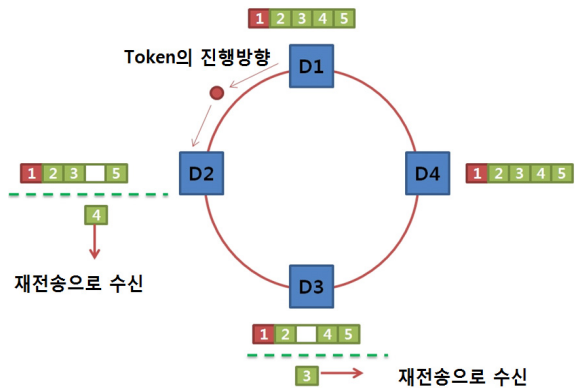 1 2 3 4 5
Token의 진행방향
D1
1 2 3 5
D2
D4
1 2 3 4 5
4
재전송으로 수신
D3
1 2 4 5
3
재전송으로 수신